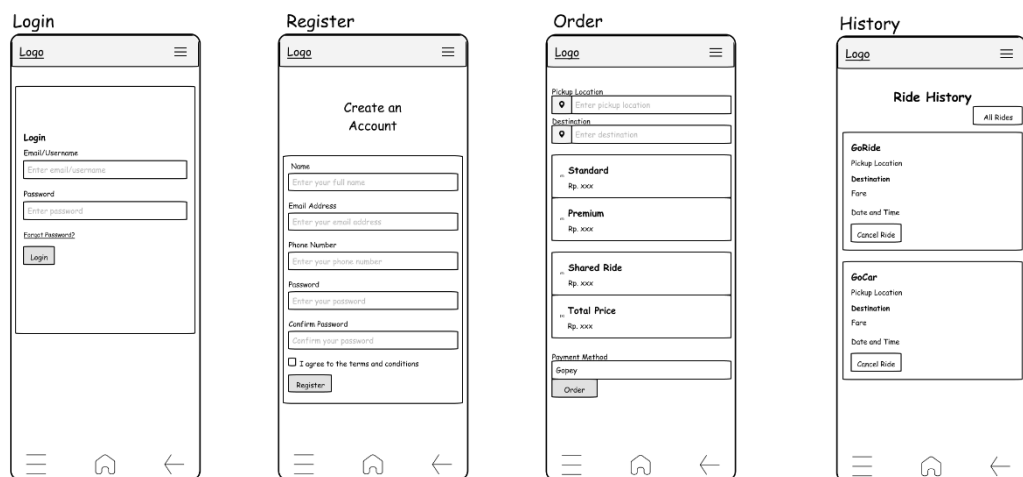 Login
Logo
Login
Email/Username
Enter email/username
Password
Enter password
Forgot Password?
Login
Register
Logo
Create an
Account
Name
Enter your full name
Email Address
Enter your email address
Phone Number
Enter your phone number
Password
Enter your password
Confirm Password
Confirm your password
I agree to the terms and conditions
Register
Order
Logo
Pickup Location
Enter pickup location
Destination
Enter destination
Standard
Rp. xxx
Premium
Rp. xxx
Shared Ride
Rp. xxx
Total Price
Rp. xxx
Payment Method
Gopey
Order
History
Logo
Ride History
All Rides
GoRide
Pickup Location
Destination
Fare
Date and Time
Cancel Ride
GoCar
Pickup Location
Destination
Fare
Date and Time
Cancel Ride